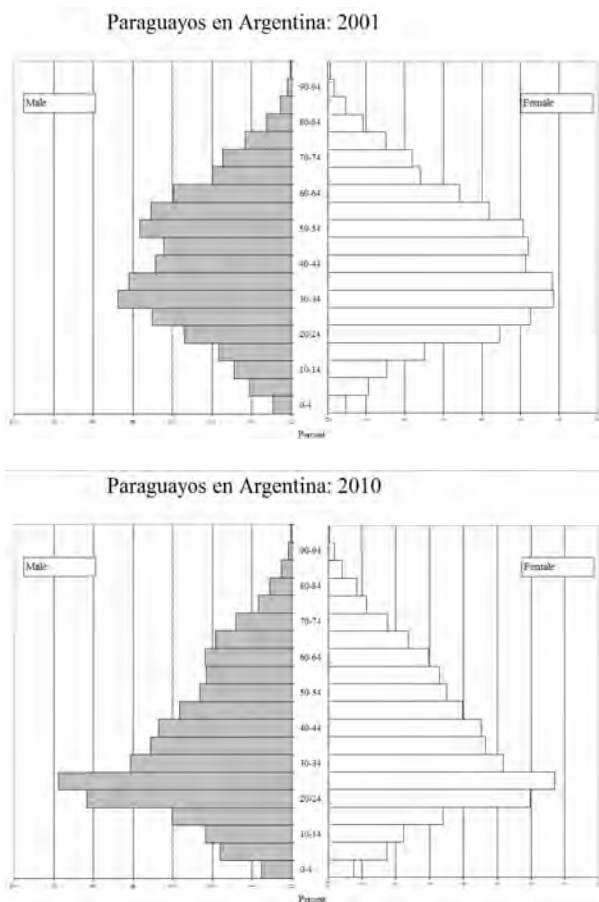 Paraguayos en Argentina: 2001
Male
Female
90-94
80-84
70-74
60-64
50-54
40-44
30-34
20-24
10-14
0-4
Percent
Paraguayos en Argentina: 2010
Male
Female
90-94
80-84
70-74
60-64
50-54
40-44
30-34
20-24
10-14
0-4
Percent